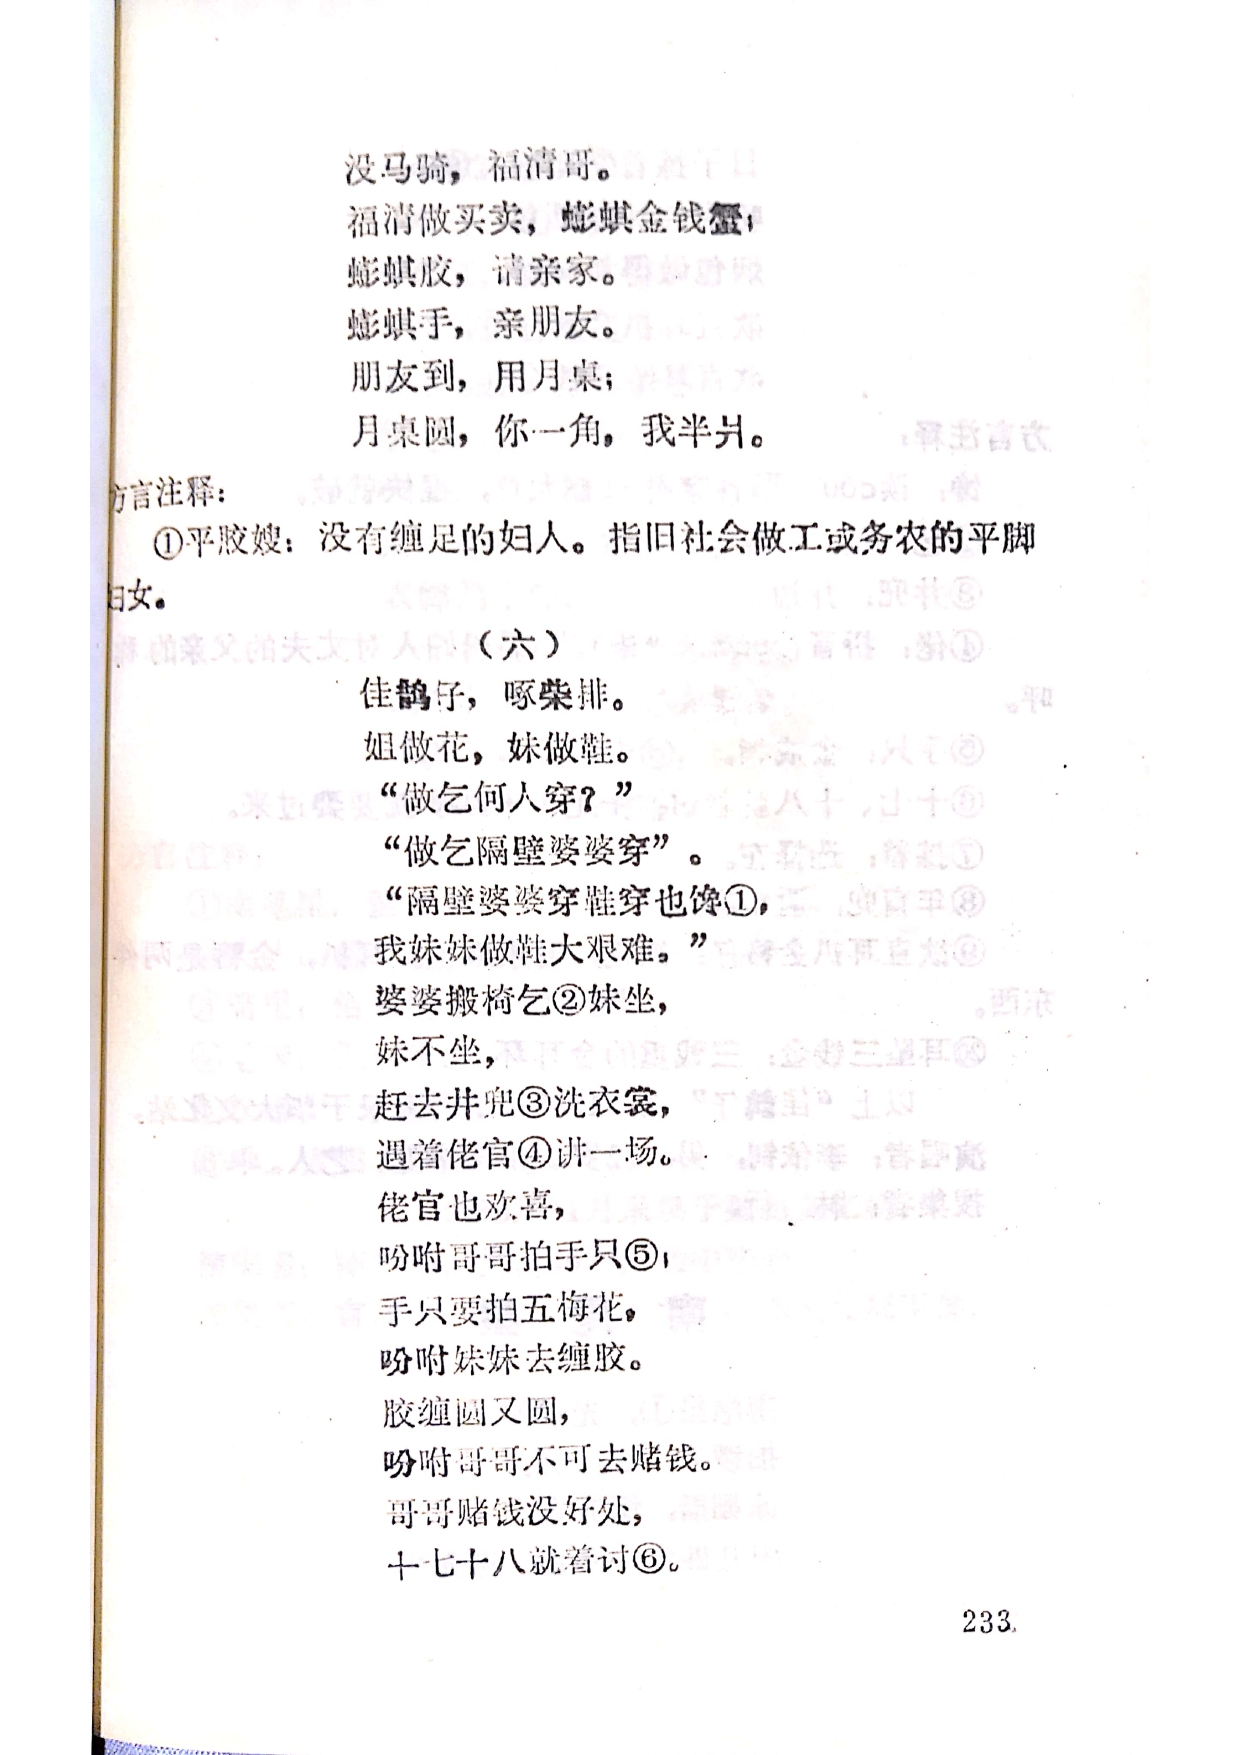 没马骑，福清哥。
福清做买卖，蟛蜞金钱蟹；
蟛蜞胶，请亲家。
蟛蜞手，亲朋友。
朋友到，用月桌；
月桌圆，你一角，我半爿。
方言注释：
①平胶嫂：没有缠足的妇人。指旧社会做工或务农的平脚
妇女。
（六）
佳鹊仔，啄柴排。
姐做花，妹做鞋。
“做乞何人穿？”
“做乞隔壁婆婆穿”。
“隔壁婆婆穿鞋穿也馋①，
我妹妹做鞋大艰难。”
婆婆搬椅乞②妹坐，
妹不坐，
赶去井兜③洗衣裳，
遇着佬官④讲一场。
佬官也欢喜，
吩咐哥哥拍手只⑤；
手只要拍五梅花，
吩咐妹妹去缠胶。
胶缠圆又圆，
吩咐哥哥不可去赌钱。
哥哥赌钱没好处，
十七十八就着讨⑥。
233